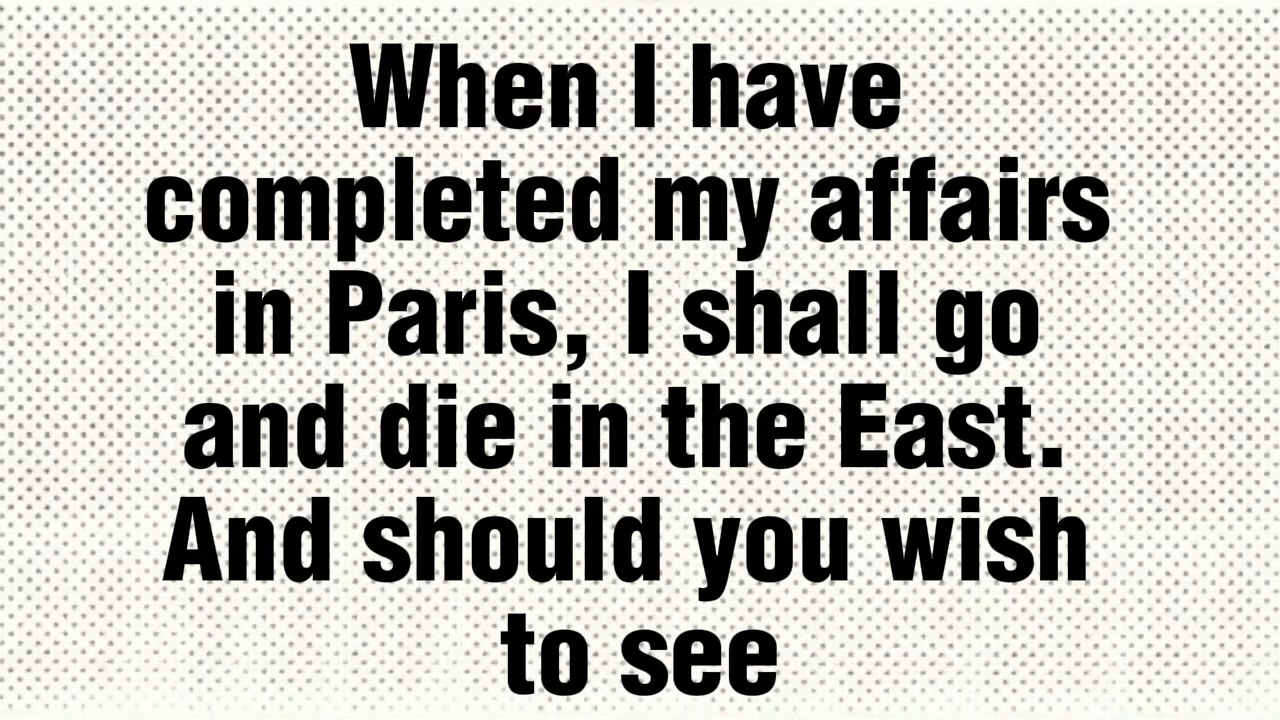 When I have
completed my affairs
in Paris, I shall go
and die in the East.
And should you wish
to see